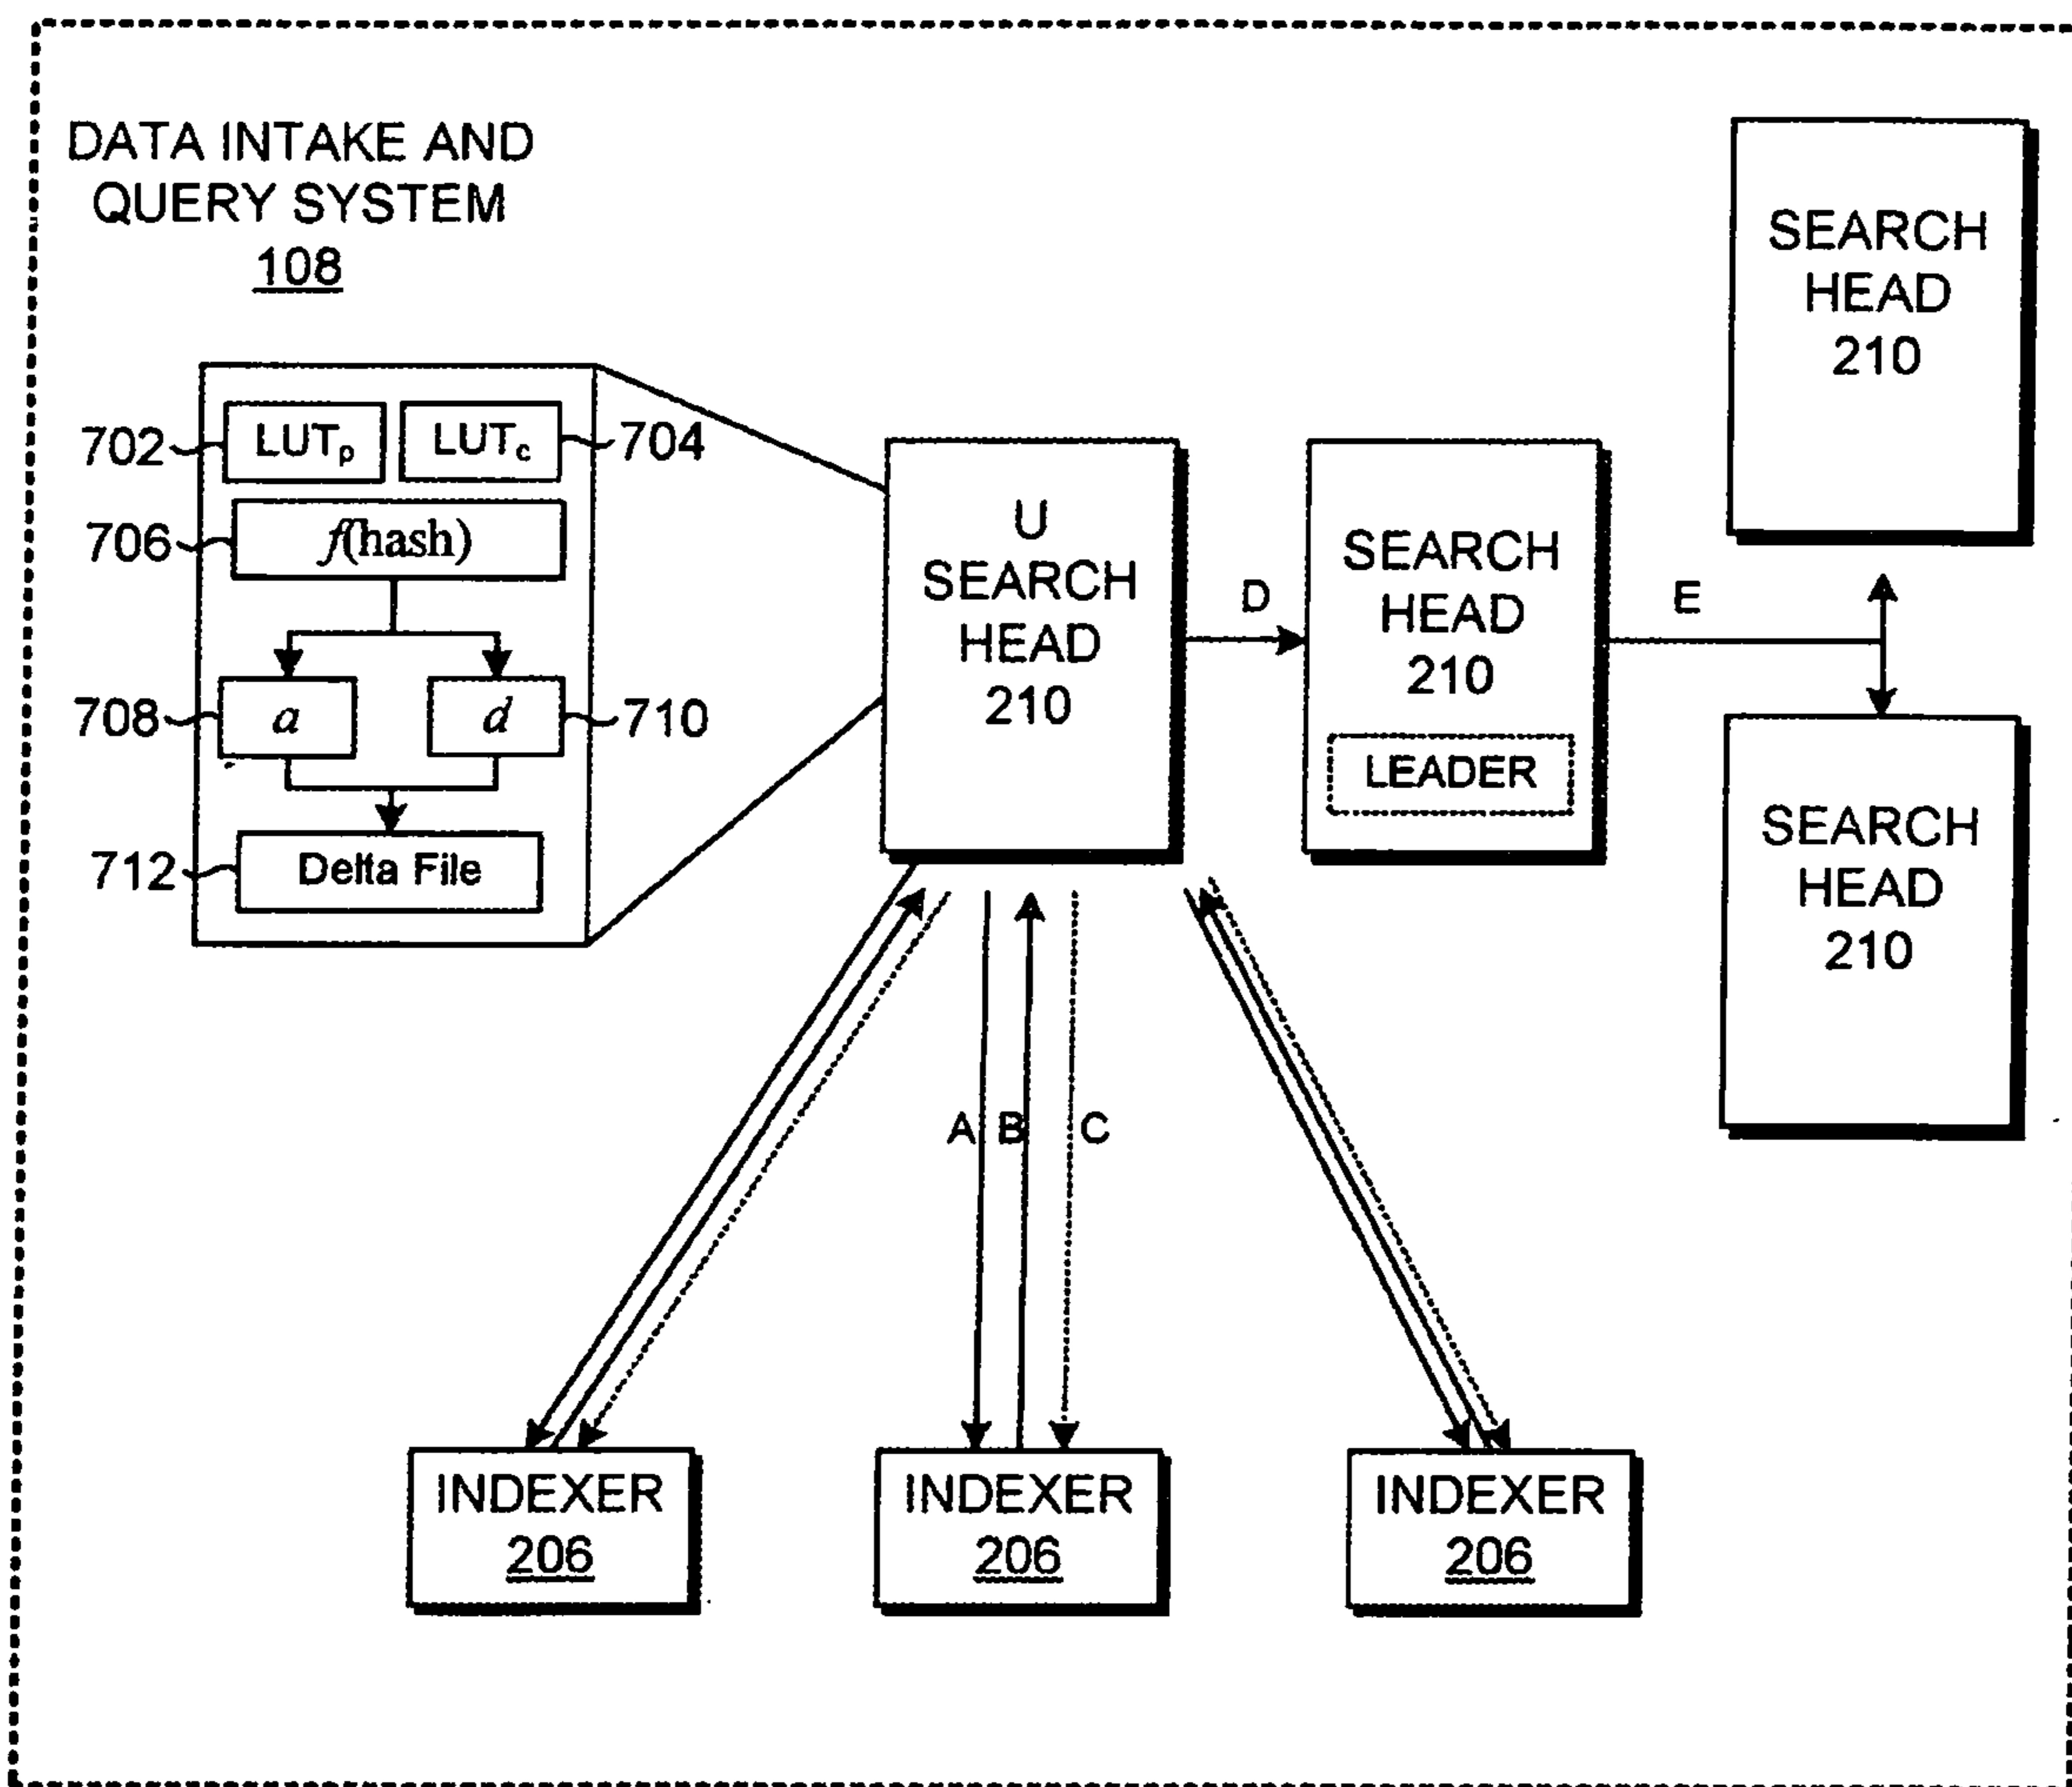 DATA INTAKE AND
QUERY SYSTEM
108
702
LUTp
LUTc
704
706
f(hash)
708
a
d
710
712
Delta File
U
SEARCH
HEAD
210
D
SEARCH
HEAD
210
LEADER
E
SEARCH
HEAD
210
SEARCH
HEAD
210
A
B
C
INDEXER
206
INDEXER
206
INDEXER
206